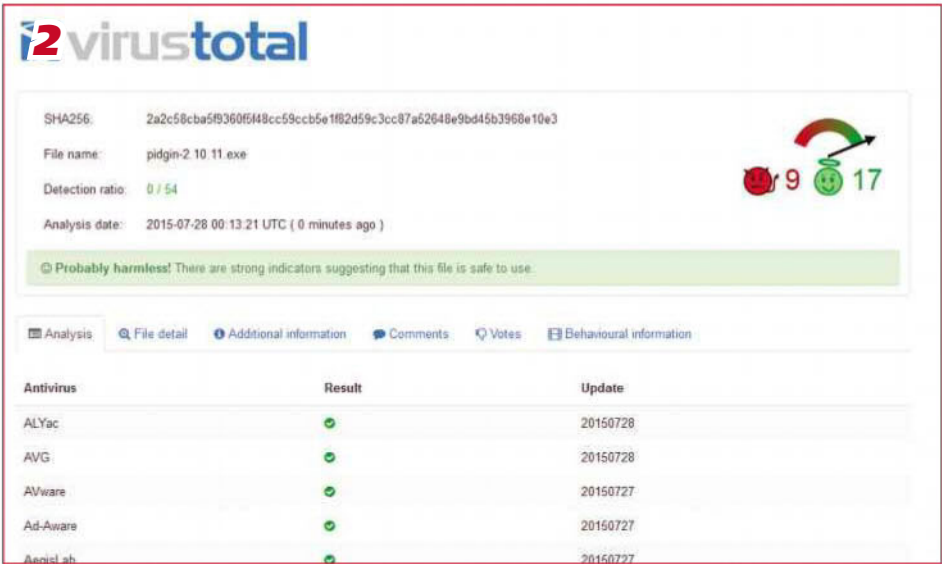 2 virustotal
SHA256: 2a2c58cba5f9360f5f48cc59ccb5e1f82d59c3cc87a52648e9bd45b3968e10e3
File name: pidgin-2.10.11.exe
Detection ratio: 0 / 54
9 17
Analysis date: 2015-07-28 00:13:21 UTC ( 0 minutes ago )
Probably harmless! There are strong indicators suggesting that this file is safe to use.
Analysis File detail Additional information Comments Votes Behavioural information
Antivirus Result Update
ALYac 20150728
AVG 20150728
AVware 20150727
Ad-Aware 20150727
AegisLab 20150727